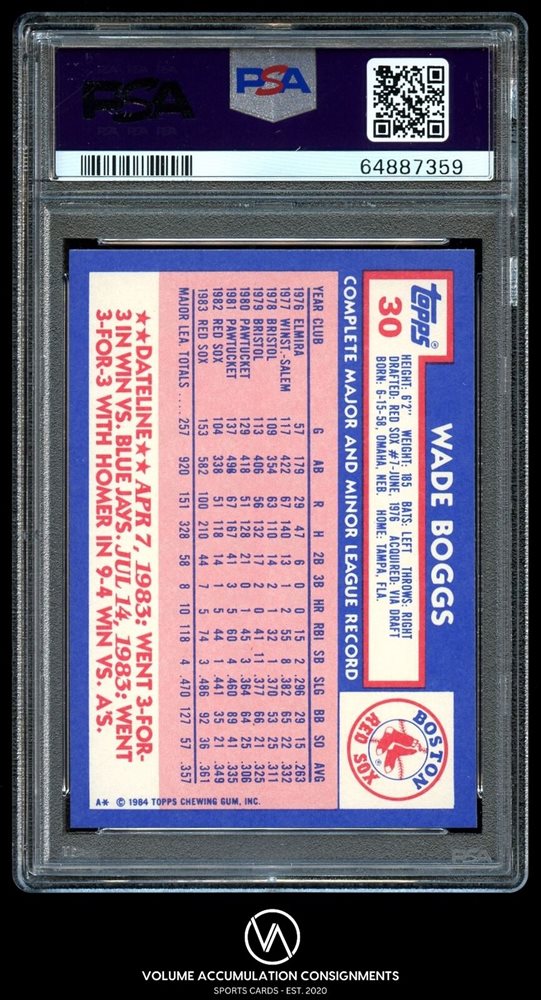 PSA
PSA
PSA PSA PSA
64887359
topps®
30
WADE BOGGS
HEIGHT: 6'2" WEIGHT: 185 BATS: LEFT THROWS: RIGHT
DRAFTED: RED SOX #7-JUNE, 1976 ACQUIRED: VIA DRAFT
BORN: 6-15-58, OMAHA, NEB. HOME: TAMPA, FLA.
BOSTON
RED SOX
COMPLETE MAJOR AND MINOR LEAGUE RECORD
YEAR CLUB G AB R H 2B 3B HR RBI SB SLG BB SO AVG
1976 ELMIRA 57 179 29 47 6 0 0 15 2 .296 29 15 .263
1977 WINST.-SALEM 117 422 67 140 13 1 2 55 8 .382 65 22 .332
1978 BRISTOL 109 354 63 110 14 2 1 32 1 .370 53 25 .311
1979 BRISTOL 113 406 56 132 17 2 0 41 11 .377 66 21 .325
1980 PAWTUCKET 129 418 51 128 21 0 1 45 3 .364 64 25 .306
1981 PAWTUCKET 137 498 67 167 41 3 5 60 4 .460 89 41 .335
1982 RED SOX 104 338 51 118 14 1 5 44 1 .441 35 21 .349
1983 RED SOX 153 582 100 210 44 7 5 74 3 .486 92 36 .361
MAJOR LEA. TOTALS .... 257 920 151 328 58 8 10 118 4 .470 127 57 .357
★★DATELINE★★ APR 7, 1983: WENT 3-FOR-
3 IN WIN VS. BLUE JAYS. JUL 14, 1983: WENT
3-FOR-3 WITH HOMER IN 9-4 WIN VS. A'S.
A* © 1984 TOPPS CHEWING GUM, INC.
PSA
VA
VOLUME ACCUMULATION CONSIGNMENTS
SPORTS CARDS - EST. 2020